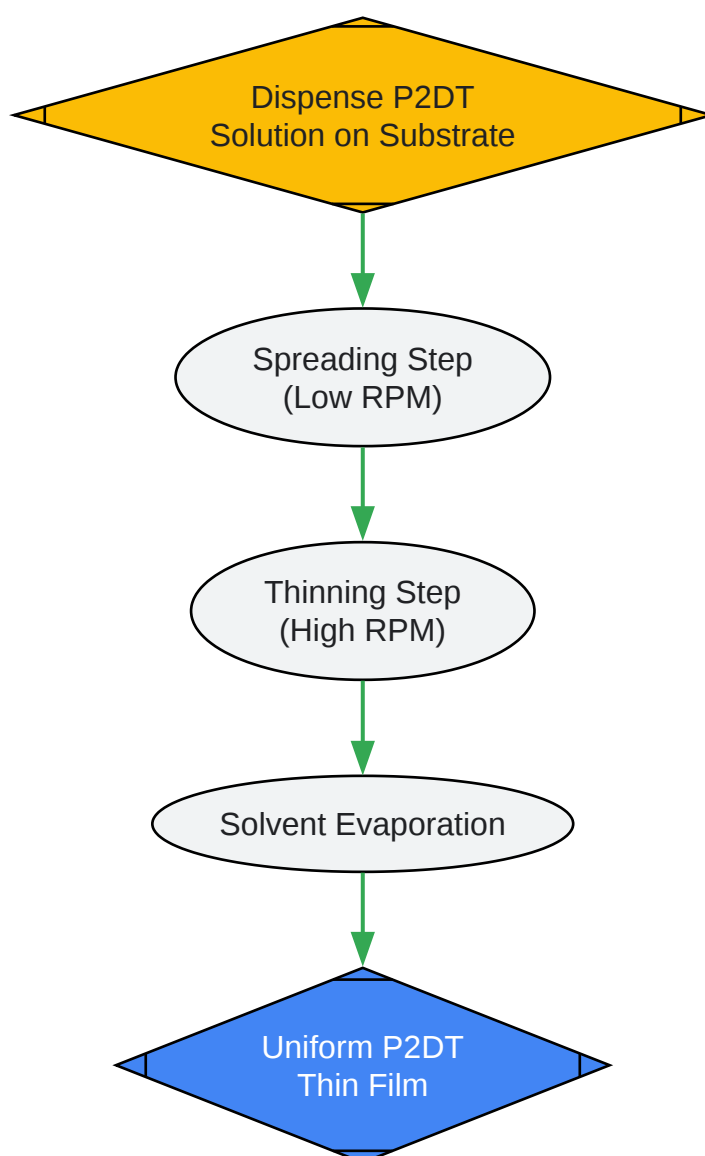 Dispense P2DT
Solution on Substrate
Spreading Step
(Low RPM)
Thinning Step
(High RPM)
Solvent Evaporation
Uniform P2DT
Thin Film